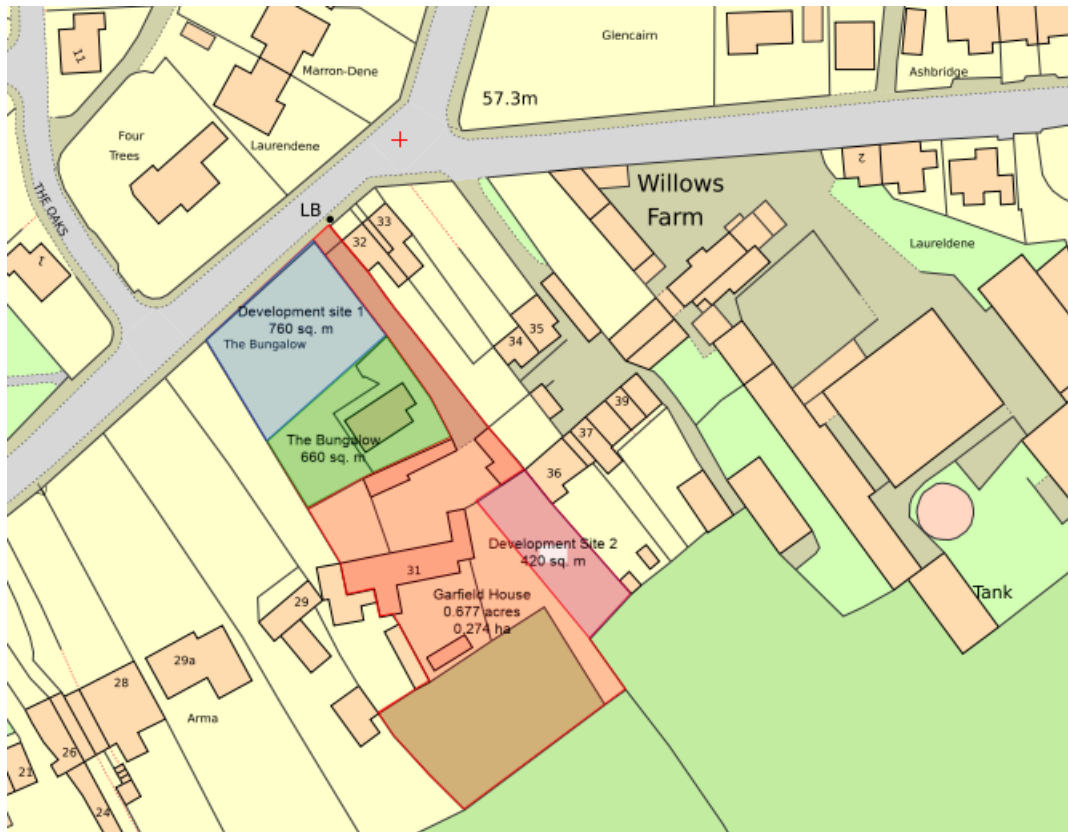 11
Marron-Dene
Glencairn
Ashbridge
57.3m
Four
Trees
Laurendene
THE OAKS
1
LB
33
32
Willows
Farm
2
Laureldene
Development site 1
760 sq. m
The Bungalow
35
34
39
37
36
The Bungalow
660 sq. m
Development Site 2
420 sq. m
31
Garfield House
0.677 acres
0.274 ha
29
29a
28
Arma
26
21
24
Tank